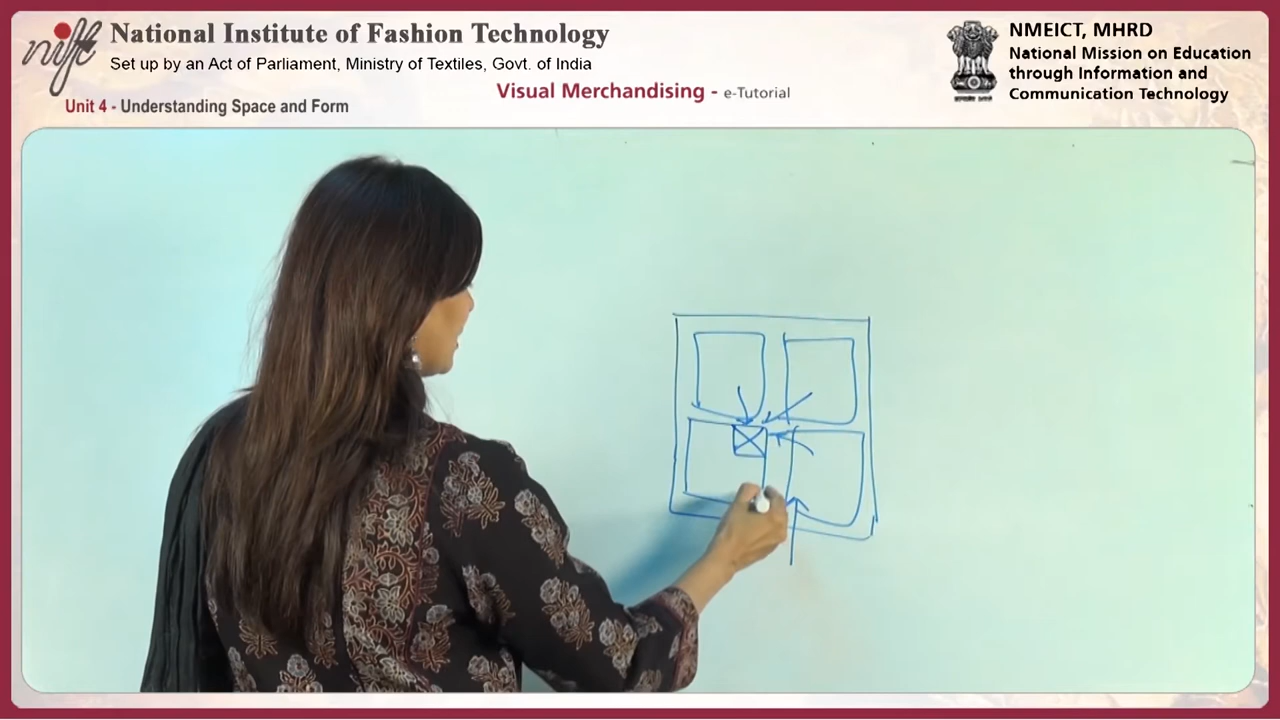 nift
National Institute of Fashion Technology
Set up by an Act of Parliament, Ministry of Textiles, Govt. of India
Unit 4 - Understanding Space and Form
Visual Merchandising - e-Tutorial
NMEICT, MHRD
National Mission on Education
through Information and
Communication Technology